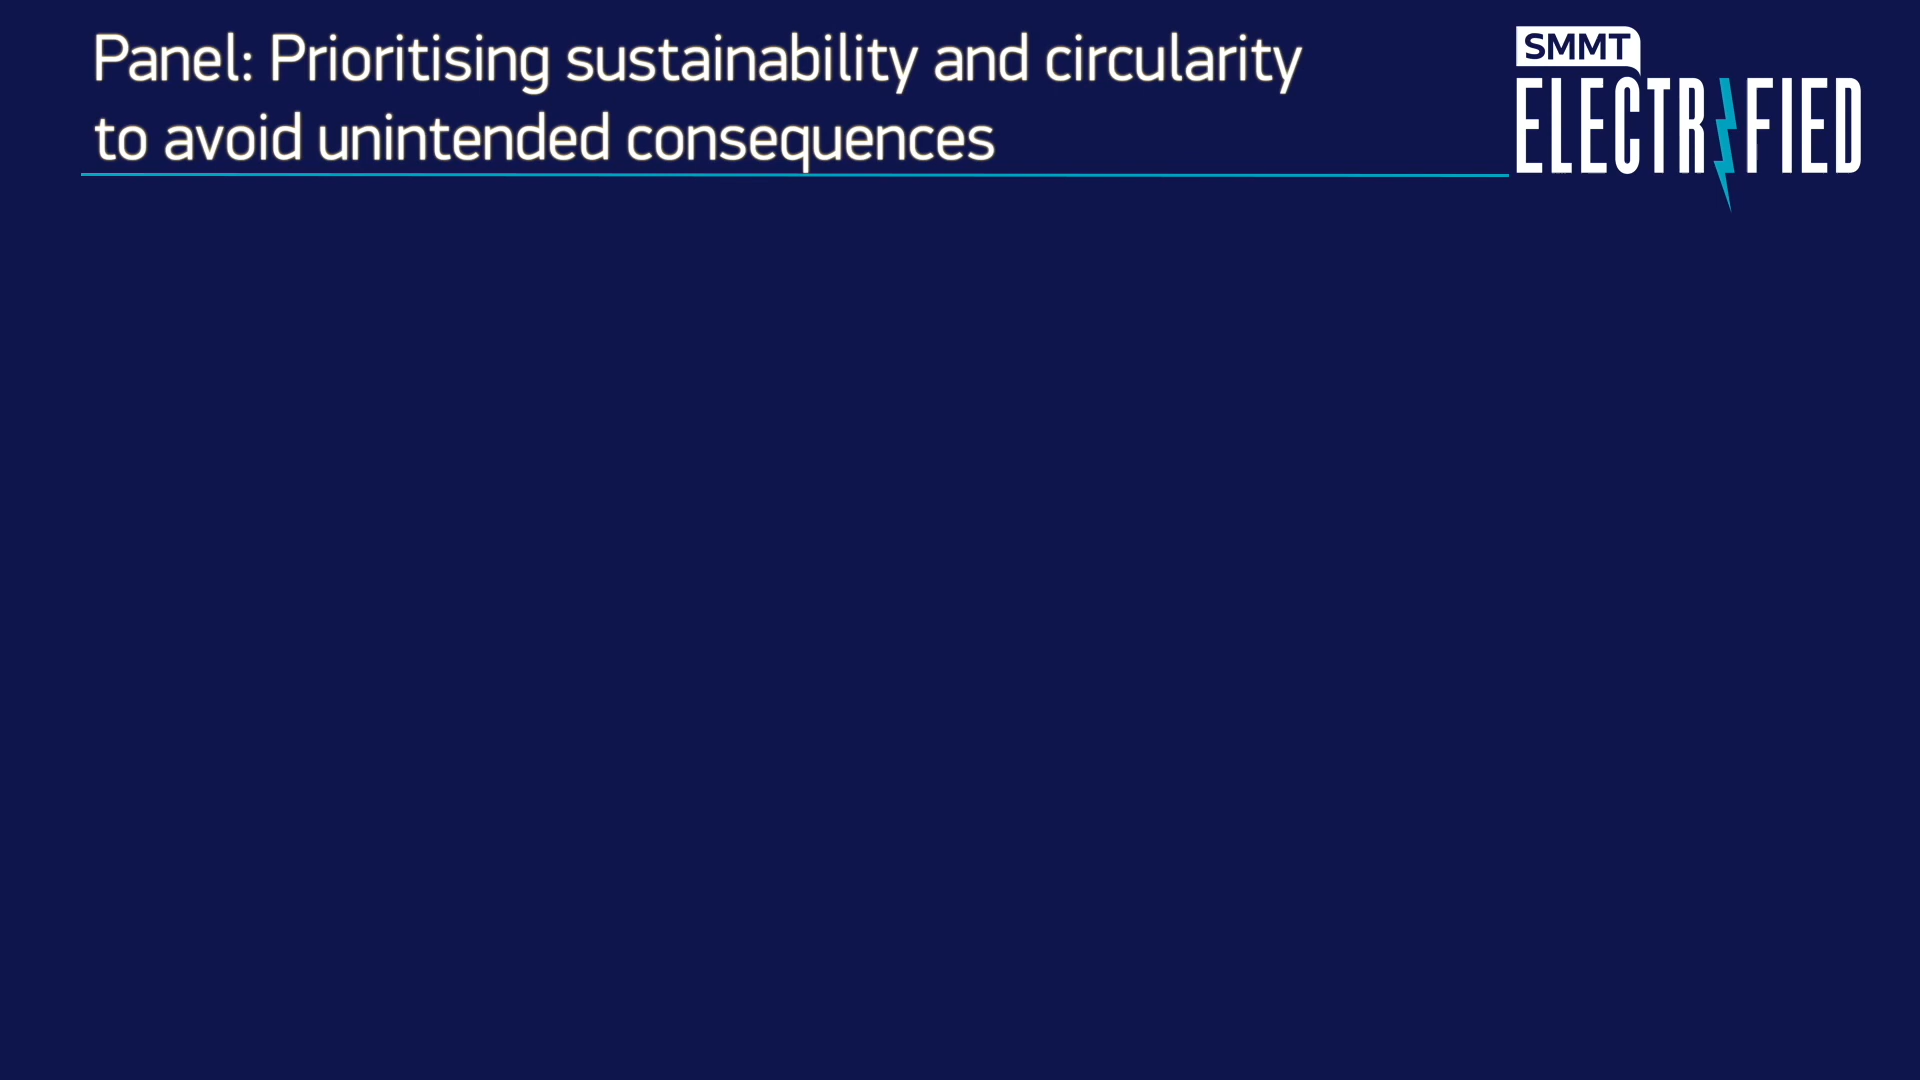 Panel: Prioritising sustainability and circularity
to avoid unintended consequences
SMMT
ELECTRIFIED